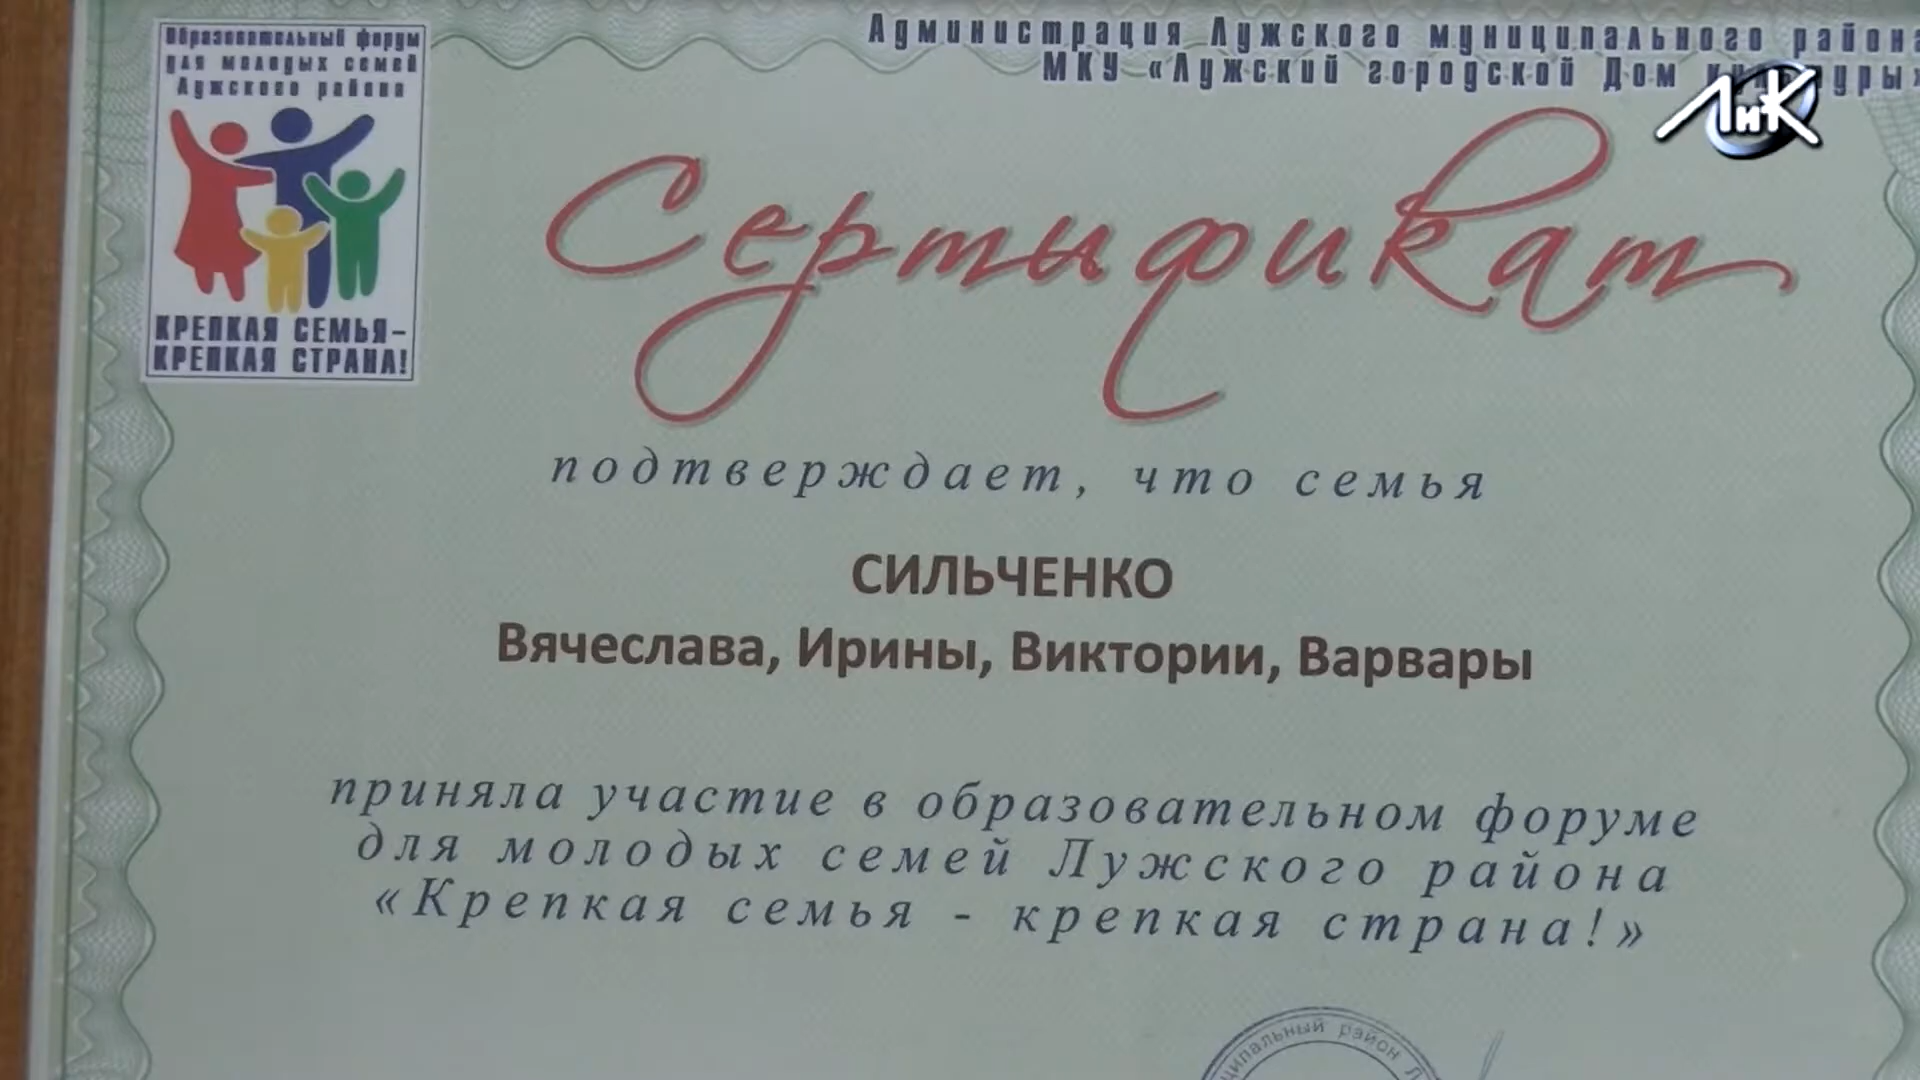 Образовательный форум
для молодых семей
Лужского района
КРЕПКАЯ СЕМЬЯ–
КРЕПКАЯ СТРАНА!
Администрация Лужского муниципального района
МКУ «Лужский городской Дом культуры»
ЛиК
Сертификат
подтверждает, что семья
СИЛЬЧЕНКО
Вячеслава, Ирины, Виктории, Варвары
приняла участие в образовательном форуме
для молодых семей Лужского района
«Крепкая семья - крепкая страна!»
район